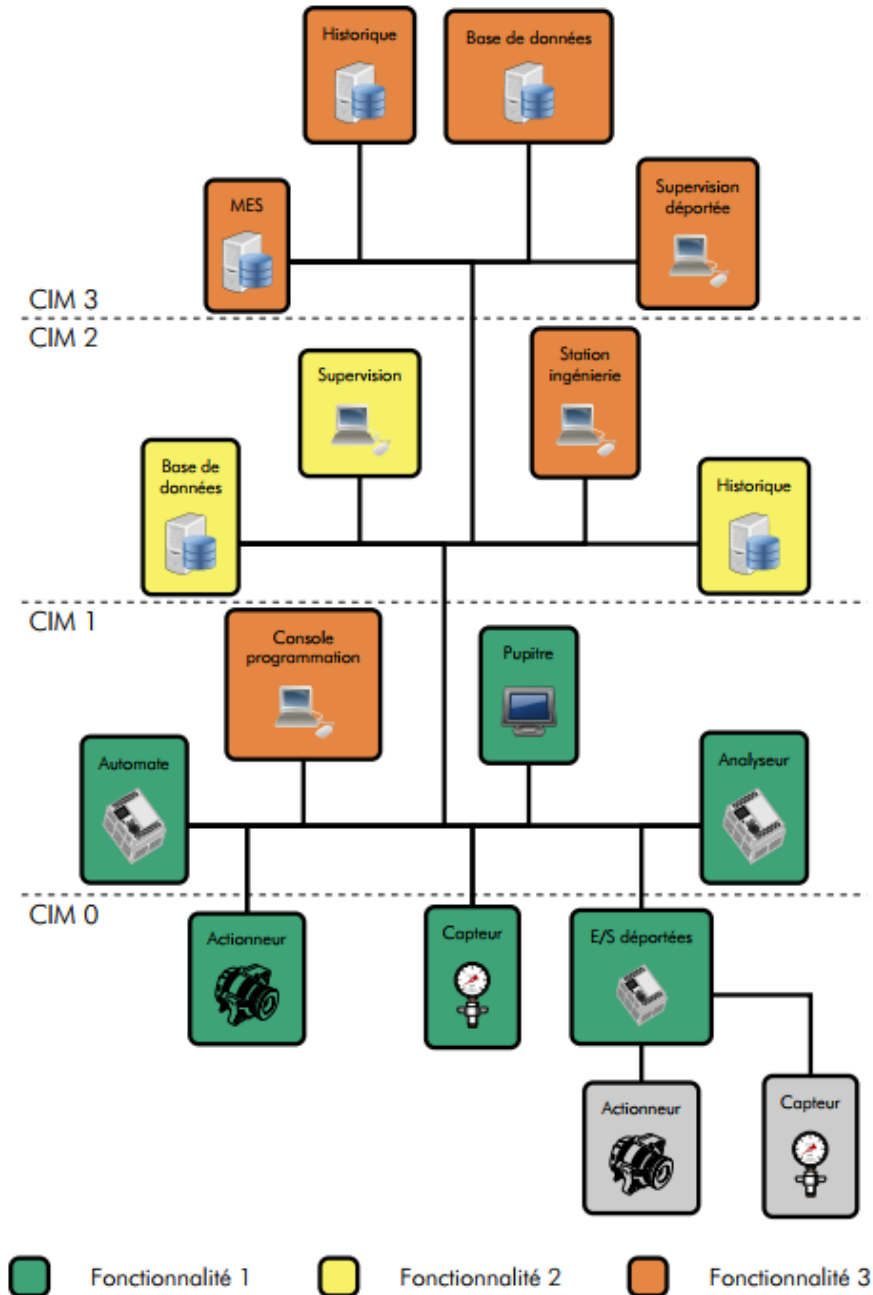 Historique
Base de données
MES
Supervision
déportée
CIM 3
CIM 2
Supervision
Station
ingénierie
Base de
données
Historique
CIM 1
Console
programmation
Pupitre
Automate
Analyseur
CIM 0
Actionneur
Capteur
E/S déportées
Actionneur
Capteur
Fonctionnalité 1
Fonctionnalité 2
Fonctionnalité 3